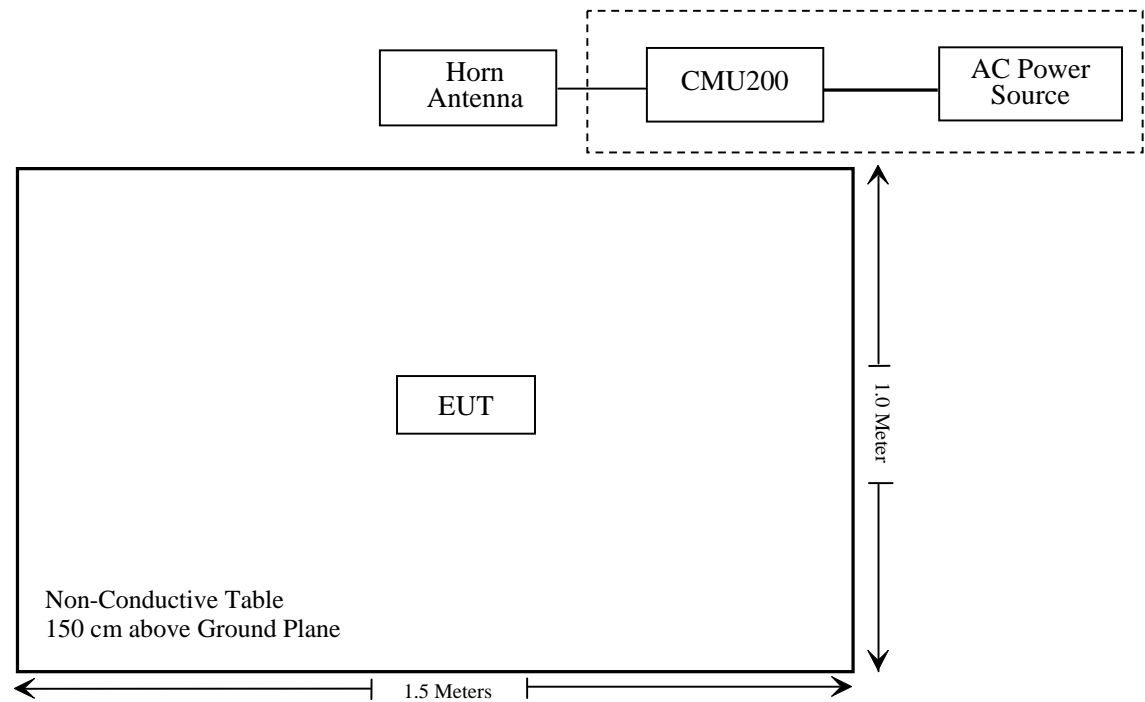 Horn
Antenna
CMU200
AC Power
Source
EUT
1.0 Meter
Non-Conductive Table
150 cm above Ground Plane
1.5 Meters